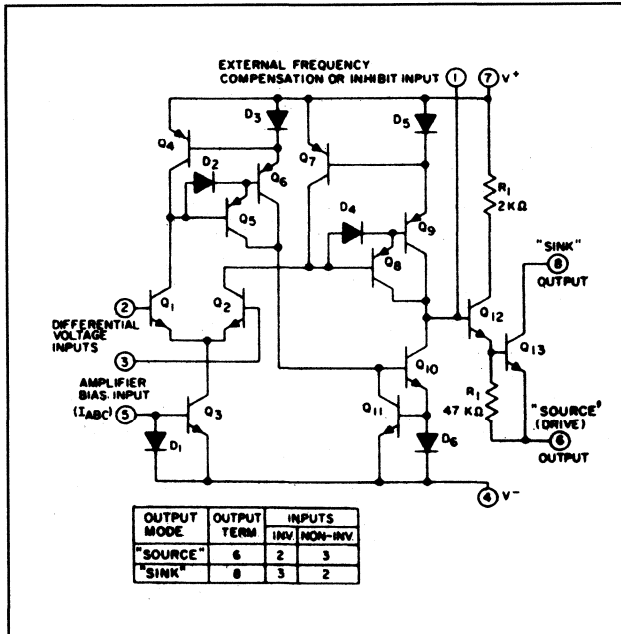 EXTERNAL FREQUENCY
COMPENSATION OR INHIBIT INPUT
1
7 V+
D3
D5
Q4
D2
Q6
Q7
Q5
D4
Q9
Q8
R1
2 KΩ
"SINK"
8
OUTPUT
2
Q1
Q2
DIFFERENTIAL
VOLTAGE
INPUTS
3
Q12
Q13
Q10
AMPLIFIER
BIAS INPUT
(IABC) 5
Q3
Q11
R1
47 KΩ
"SOURCE'
(DRIVE)
6
OUTPUT
D1
D6
4 V-
OUTPUT MODE OUTPUT TERM INPUTS
INV. NON-INV.
"SOURCE" 6 2 3
"SINK" 8 3 2